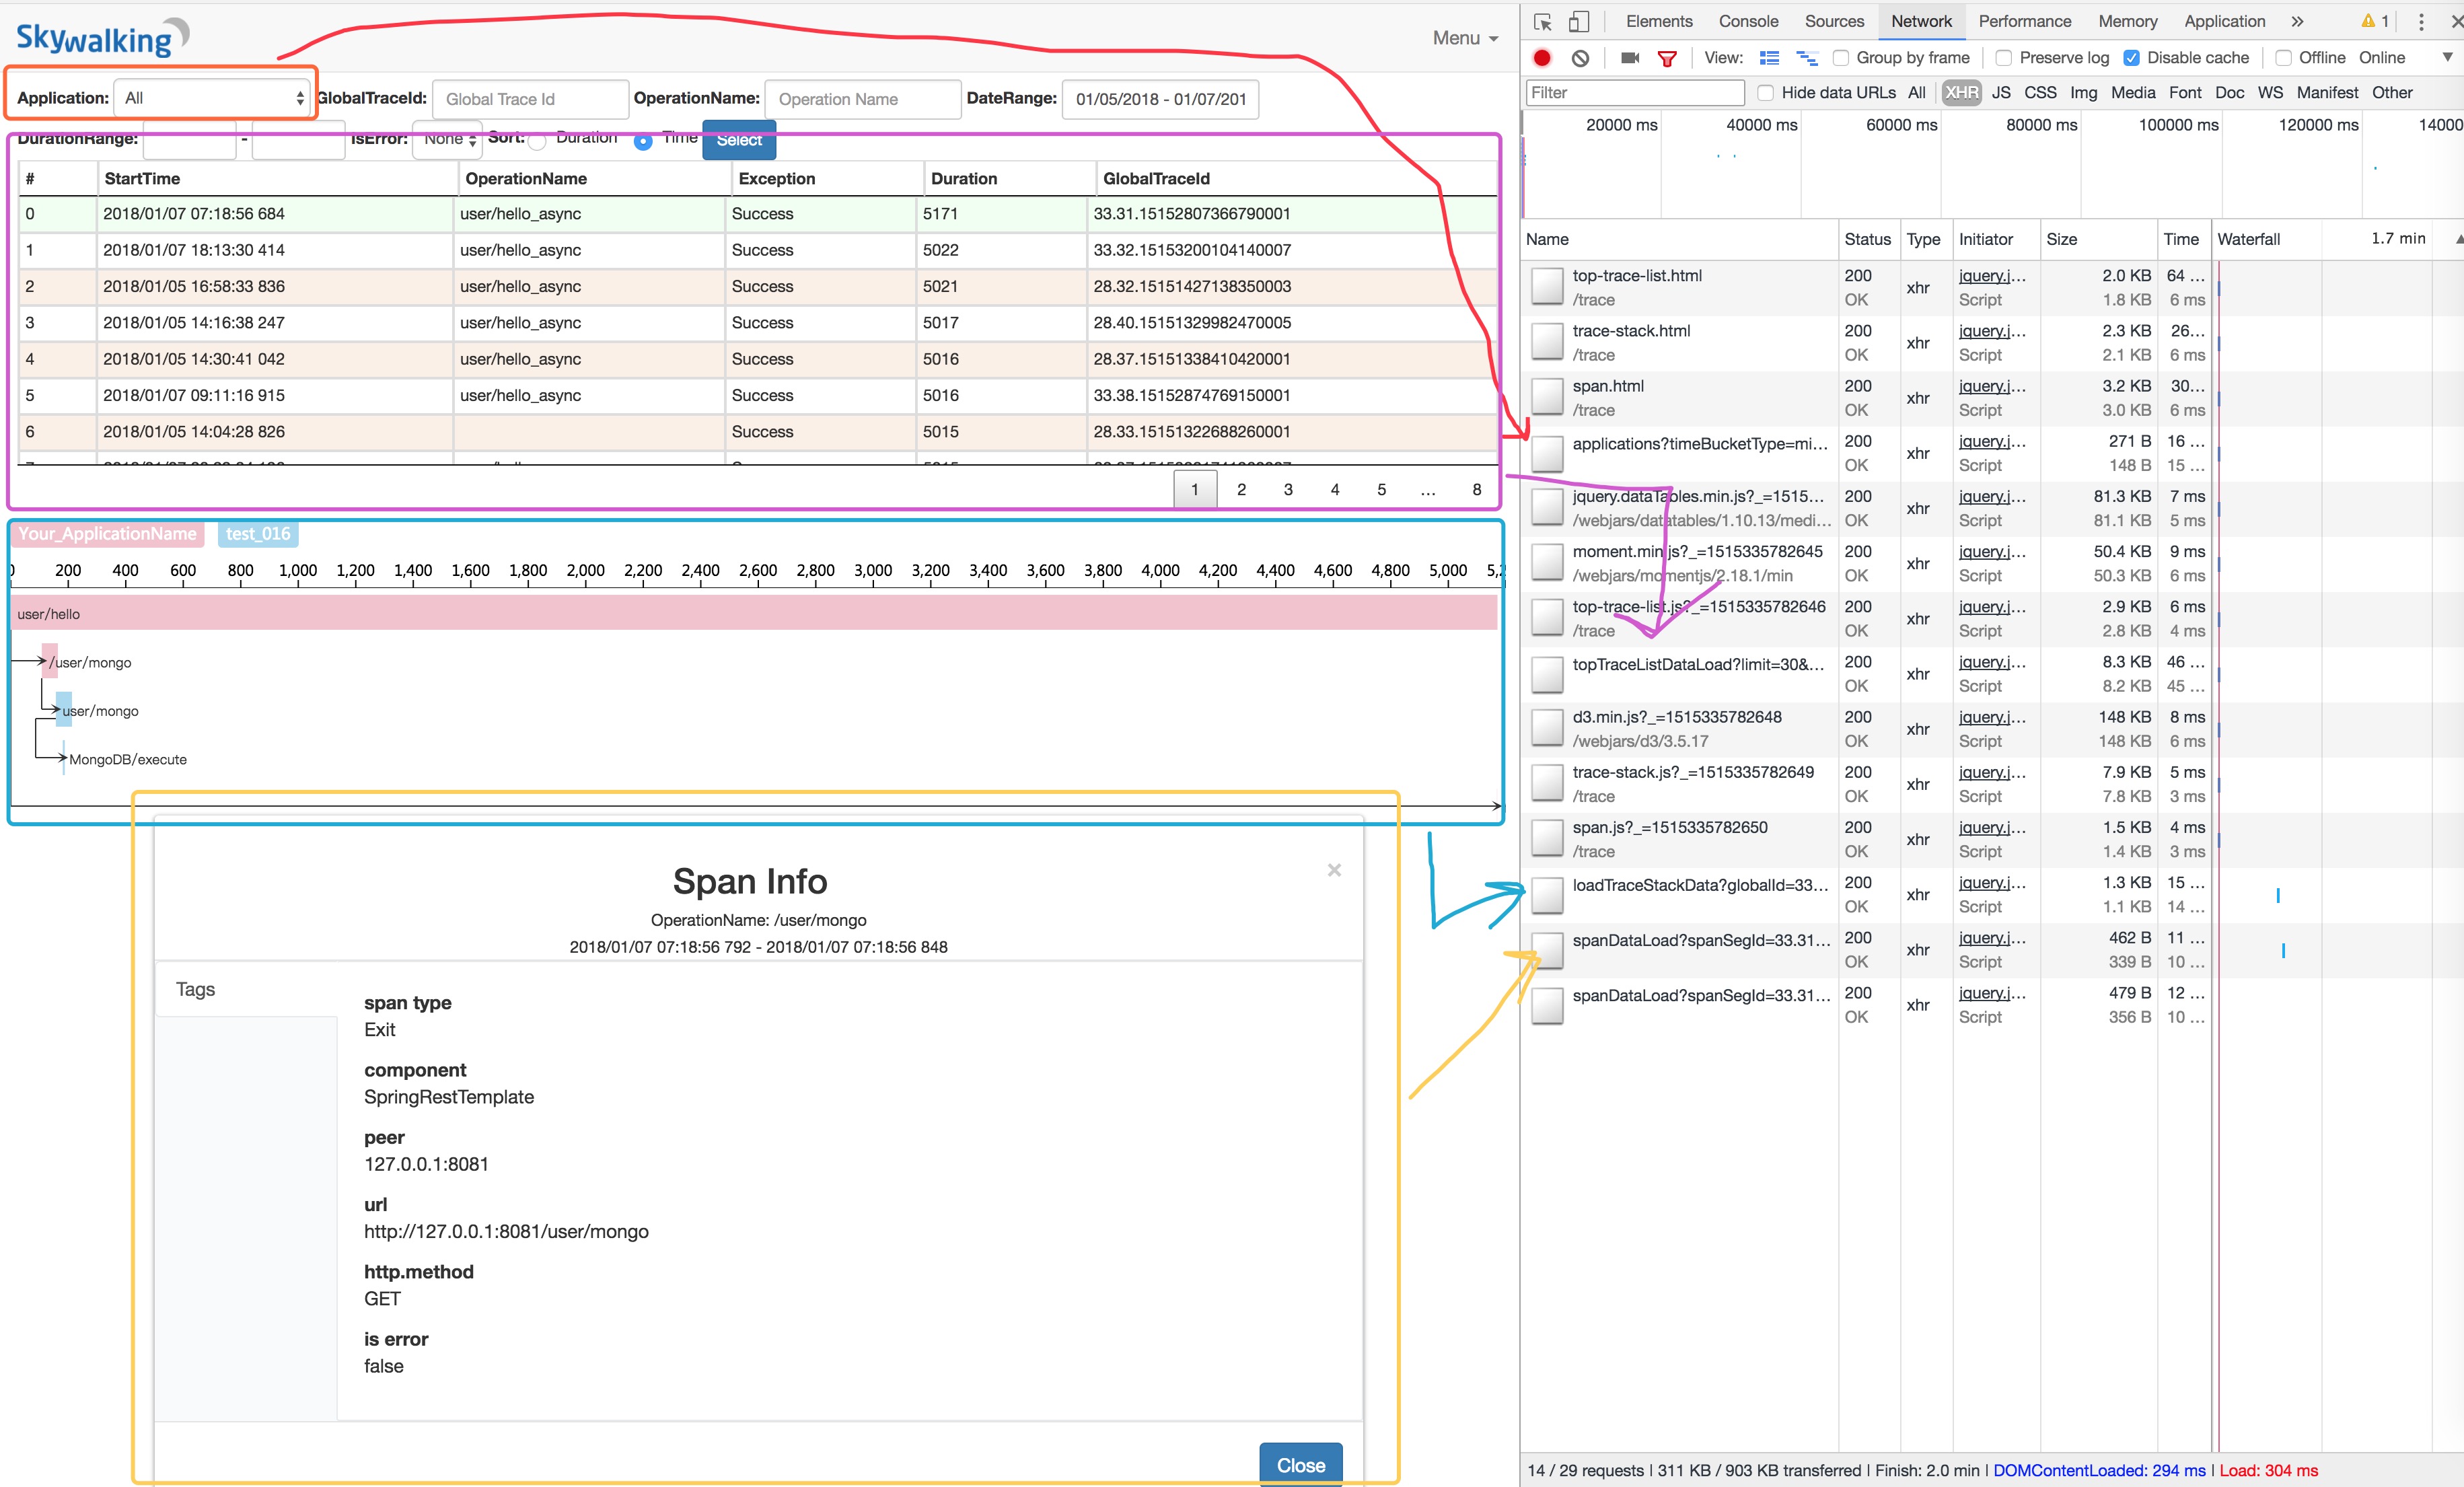 Skywalking
Menu
Application: All GlobalTraceId: Global Trace Id OperationName: Operation Name DateRange: 01/05/2018 - 01/07/201
DurationRange: - IsError: None Sort: Duration Time Select
# StartTime OperationName Exception Duration GlobalTraceId
0 2018/01/07 07:18:56 684 user/hello_async Success 5171 33.31.15152807366790001
1 2018/01/07 18:13:30 414 user/hello_async Success 5022 33.32.15153200104140007
2 2018/01/05 16:58:33 836 user/hello_async Success 5021 28.32.15151427138350003
3 2018/01/05 14:16:38 247 user/hello_async Success 5017 28.40.15151329982470005
4 2018/01/05 14:30:41 042 user/hello_async Success 5016 28.37.15151338410420001
5 2018/01/07 09:11:16 915 user/hello_async Success 5016 33.38.15152874769150001
6 2018/01/05 14:04:28 826 Success 5015 28.33.15151322688260001
1 2 3 4 5 ... 8
Your_ApplicationName test_016
0 200 400 600 800 1,000 1,200 1,400 1,600 1,800 2,000 2,200 2,400 2,600 2,800 3,000 3,200 3,400 3,600 3,800 4,000 4,200 4,400 4,600 4,800 5,000 5,2
user/hello
/user/mongo
user/mongo
MongoDB/execute
Span Info ×
OperationName: /user/mongo
2018/01/07 07:18:56 792 - 2018/01/07 07:18:56 848
Tags
span type
Exit
component
SpringRestTemplate
peer
127.0.0.1:8081
url
http://127.0.0.1:8081/user/mongo
http.method
GET
is error
false
Close
Elements Console Sources Network Performance Memory Application » 1
View: Group by frame Preserve log Disable cache Offline Online
Filter Hide data URLs All XHR JS CSS Img Media Font Doc WS Manifest Other
20000 ms 40000 ms 60000 ms 80000 ms 100000 ms 120000 ms 14000
Name Status Type Initiator Size Time Waterfall 1.7 min
top-trace-list.html 200 xhr jquery.j... 2.0 KB 64 ...
/trace OK Script 1.8 KB 6 ms
trace-stack.html 200 xhr jquery.j... 2.3 KB 26...
/trace OK Script 2.1 KB 6 ms
span.html 200 xhr jquery.j... 3.2 KB 30...
/trace OK Script 3.0 KB 6 ms
applications?timeBucketType=mi... 200 xhr jquery.j... 271 B 16 ...
OK Script 148 B 15 ...
jquery.dataTables.min.js?_=1515... 200 xhr jquery.j... 81.3 KB 7 ms
/webjars/datatables/1.10.13/medi... OK Script 81.1 KB 5 ms
moment.min.js?_=1515335782645 200 xhr jquery.j... 50.4 KB 9 ms
/webjars/momentjs/2.18.1/min OK Script 50.3 KB 6 ms
top-trace-list.js?_=1515335782646 200 xhr jquery.j... 2.9 KB 6 ms
/trace OK Script 2.8 KB 4 ms
topTraceListDataLoad?limit=30&... 200 xhr jquery.j... 8.3 KB 46 ...
OK Script 8.2 KB 45 ...
d3.min.js?_=1515335782648 200 xhr jquery.j... 148 KB 8 ms
/webjars/d3/3.5.17 OK Script 148 KB 6 ms
trace-stack.js?_=1515335782649 200 xhr jquery.j... 7.9 KB 5 ms
/trace OK Script 7.8 KB 3 ms
span.js?_=1515335782650 200 xhr jquery.j... 1.5 KB 4 ms
/trace OK Script 1.4 KB 3 ms
loadTraceStackData?globalId=33... 200 xhr jquery.j... 1.3 KB 15 ...
OK Script 1.1 KB 14 ...
spanDataLoad?spanSegId=33.31... 200 xhr jquery.j... 462 B 11 ...
OK Script 339 B 10 ...
spanDataLoad?spanSegId=33.31... 200 xhr jquery.j... 479 B 12 ...
OK Script 356 B 10 ...
14 / 29 requests | 311 KB / 903 KB transferred | Finish: 2.0 min | DOMContentLoaded: 294 ms | Load: 304 ms